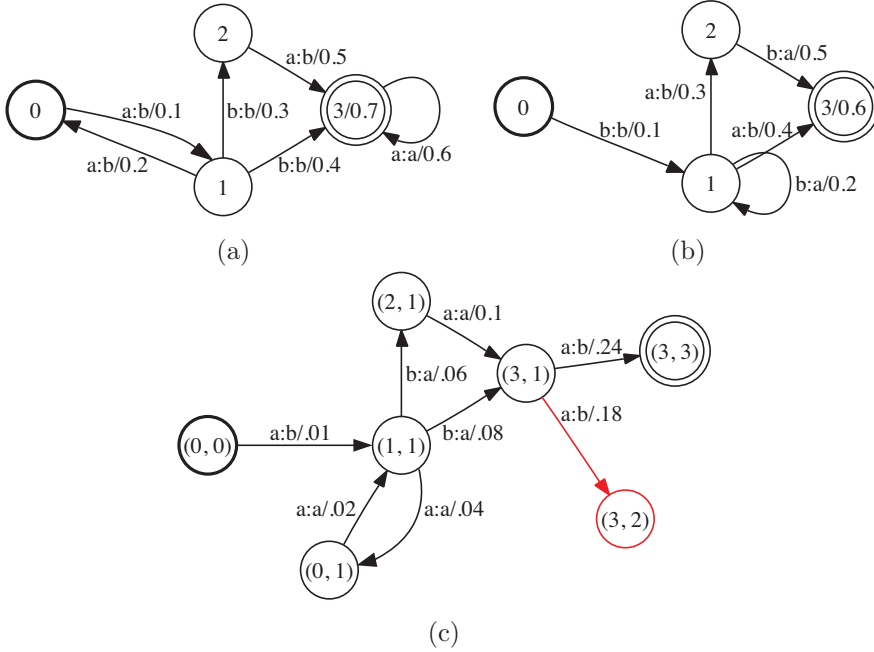 2
a:b/0.5
0
a:b/0.1
b:b/0.3
3/0.7
a:b/0.2
b:b/0.4
a:a/0.6
1
(a)
2
b:a/0.5
0
a:b/0.3
3/0.6
b:b/0.1
a:b/0.4
1
b:a/0.2
(b)
(2, 1)
a:a/0.1
a:b/.24
(3, 3)
b:a/.06
(3, 1)
(0, 0)
a:b/.01
(1, 1)
b:a/.08
a:b/.18
a:a/.02
a:a/.04
(3, 2)
(0, 1)
(c)